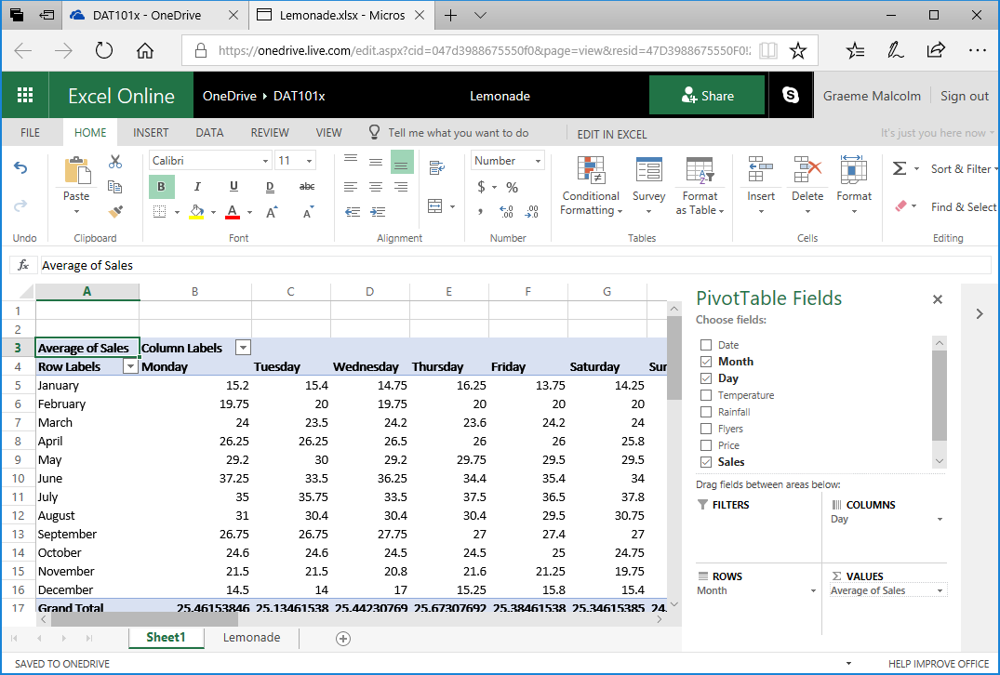 DAT101x - OneDrive
Lemonade.xlsx - Micros
https://onedrive.live.com/edit.aspx?cid=047d3988675550f0&page=view&resid=47D3988675550F0!
Excel Online
OneDrive ▸ DAT101x
Lemonade
Share
Graeme Malcolm
Sign out
FILE HOME INSERT DATA REVIEW VIEW Tell me what you want to do EDIT IN EXCEL It's just you here now
Calibri 11 Number
Paste
B I U D abc
$ %
Conditional Formatting
Survey
Format as Table
Insert Delete Format
Σ Sort & Filter
Find & Select
Undo Clipboard Font Alignment Number Tables Cells Editing
fx Average of Sales
A B C D E F G
1
2
3 Average of Sales Column Labels
4 Row Labels Monday Tuesday Wednesday Thursday Friday Saturday Sur
5 January 15.2 15.4 14.75 16.25 13.75 14.25
6 February 19.75 20 19.75 20 20 20
7 March 24 23.5 24.2 23.6 24.2 24
8 April 26.25 26.25 26.5 26 26 25.8
9 May 29.2 30 29.2 29.75 29.5 29.5
10 June 37.25 33.5 36.25 34.4 35.4 34
11 July 35 35.75 33.5 37.5 36.5 37.8
12 August 31 30.4 30.4 30.4 29.5 30.75
13 September 26.75 26.75 27.75 27 27.4 27
14 October 24.6 24.6 24.5 24.5 25 24.75
15 November 21.5 21.5 20.8 21.6 21.25 19.75
16 December 14.5 14 17 15.25 15.8 15.4
17 Grand Total 25.46153846 25.13461538 25.44230769 25.67307692 25.38461538 25.34615385 24.
Sheet1 Lemonade
PivotTable Fields
Choose fields:
Date
Month
Day
Temperature
Rainfall
Flyers
Price
Sales
Drag fields between areas below:
FILTERS
COLUMNS
Day
ROWS
Month
Σ VALUES
Average of Sales
SAVED TO ONEDRIVE
HELP IMPROVE OFFICE